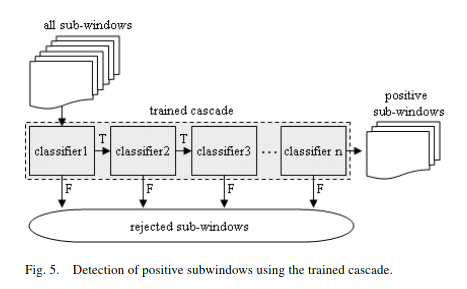 all sub-windows
trained cascade
positive
sub-windows
T
T
classifier1
classifier2
classifier3
...
classifier n
F
F
F
F
rejected sub-windows
Fig. 5. Detection of positive subwindows using the trained cascade.